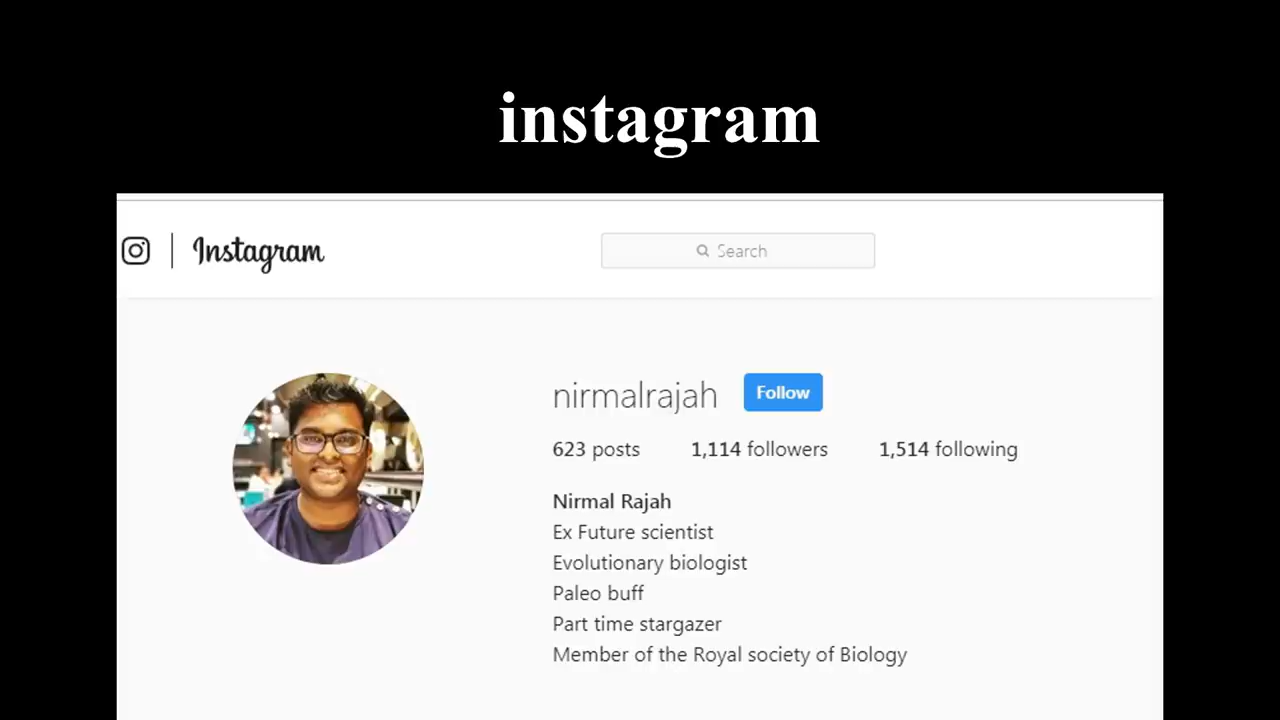 instagram
Instagram
Search
nirmalrajah Follow
623 posts 1,114 followers 1,514 following
Nirmal Rajah
Ex Future scientist
Evolutionary biologist
Paleo buff
Part time stargazer
Member of the Royal society of Biology